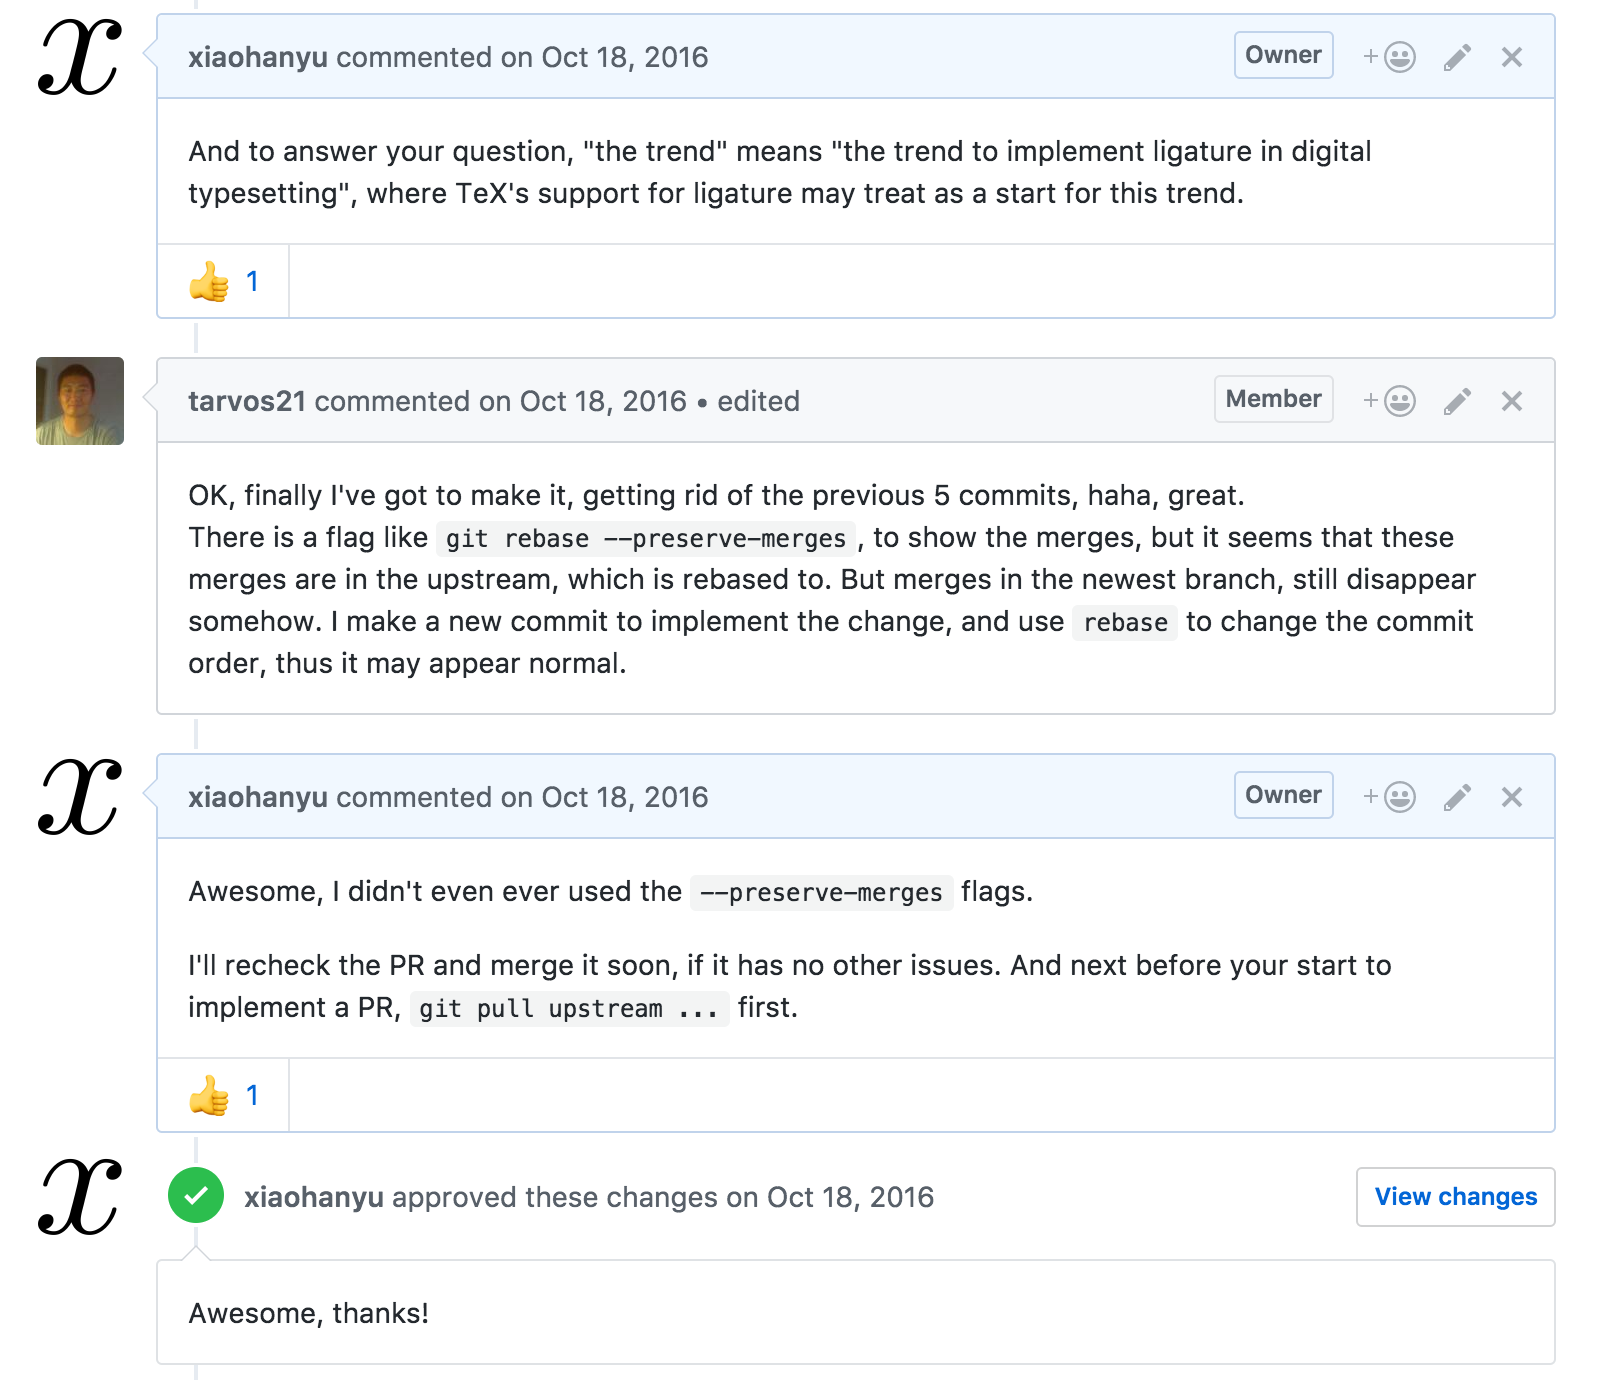 x
xiaohanyu commented on Oct 18, 2016
Owner
+
And to answer your question, "the trend" means "the trend to implement ligature in digital
typesetting", where TeX's support for ligature may treat as a start for this trend.
👍 1
tarvos21 commented on Oct 18, 2016 • edited
Member
+
OK, finally I've got to make it, getting rid of the previous 5 commits, haha, great.
There is a flag like git rebase --preserve-merges, to show the merges, but it seems that these
merges are in the upstream, which is rebased to. But merges in the newest branch, still disappear
somehow. I make a new commit to implement the change, and use rebase to change the commit
order, thus it may appear normal.
x
xiaohanyu commented on Oct 18, 2016
Owner
+
Awesome, I didn't even ever used the --preserve-merges flags.
I'll recheck the PR and merge it soon, if it has no other issues. And next before your start to
implement a PR, git pull upstream ... first.
👍 1
x
xiaohanyu approved these changes on Oct 18, 2016
View changes
Awesome, thanks!